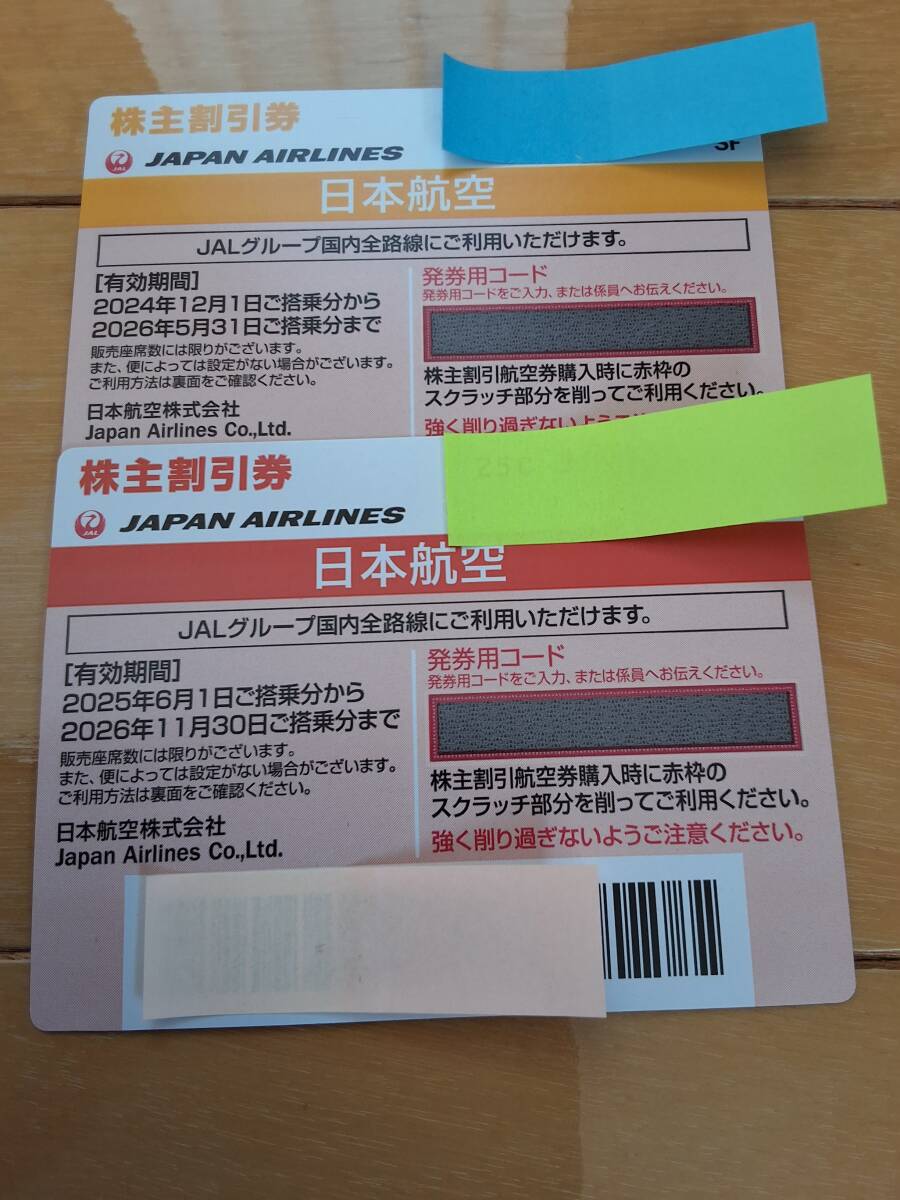 株主割引券
JAL JAPAN AIRLINES
SF
日本航空
JALグループ国内全路線にご利用いただけます。
[有効期間]
2024年12月1日ご搭乗分から
2026年5月31日ご搭乗分まで
販売座席数には限りがございます。
また、便によっては設定がない場合がございます。
ご利用方法は裏面をご確認ください。
日本航空株式会社
Japan Airlines Co.,Ltd.
発券用コード
発券用コードをご入力、または係員へお伝えください。
株主割引航空券購入時に赤枠の
スクラッチ部分を削ってご利用ください。
強く削り過ぎないよう
株主割引券
JAL JAPAN AIRLINES
日本航空
JALグループ国内全路線にご利用いただけます。
[有効期間]
2025年6月1日ご搭乗分から
2026年11月30日ご搭乗分まで
販売座席数には限りがございます。
また、便によっては設定がない場合がございます。
ご利用方法は裏面をご確認ください。
日本航空株式会社
Japan Airlines Co.,Ltd.
発券用コード
発券用コードをご入力、または係員へお伝えください。
株主割引航空券購入時に赤枠の
スクラッチ部分を削ってご利用ください。
強く削り過ぎないようご注意ください。